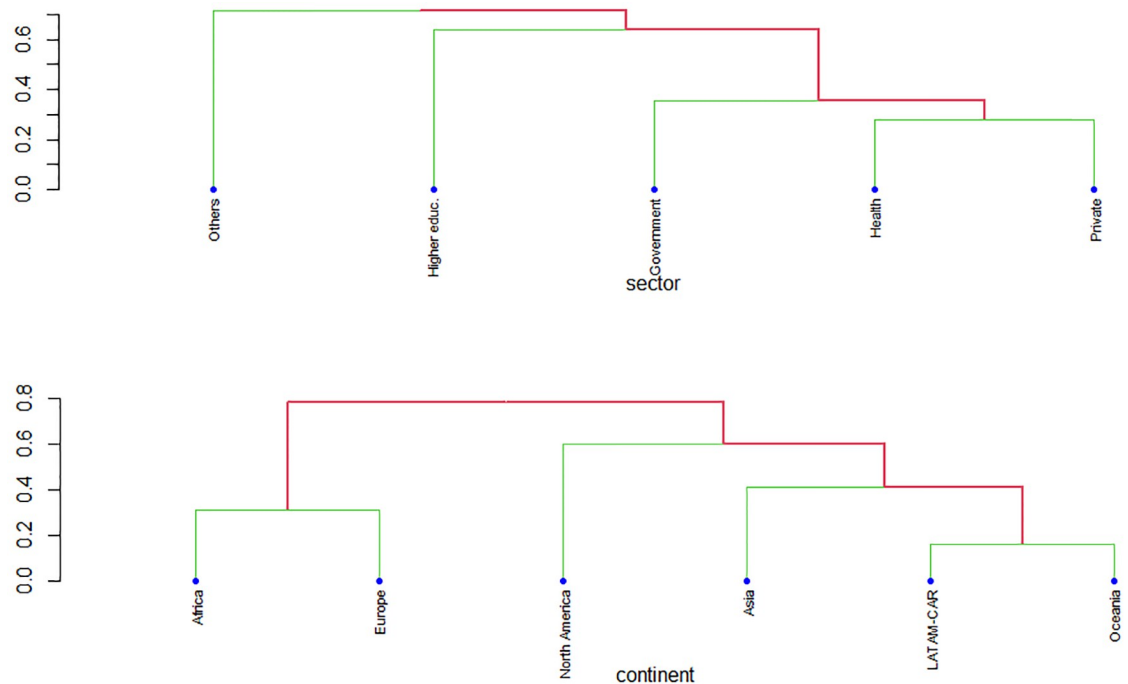 0.6
0.4
0.2
0.0
Others
Higher educ.
Government
Health
Private
sector
0.8
0.6
0.4
0.2
0.0
Africa
Europe
North America
Asia
LATAM-CAR
Oceania
continent